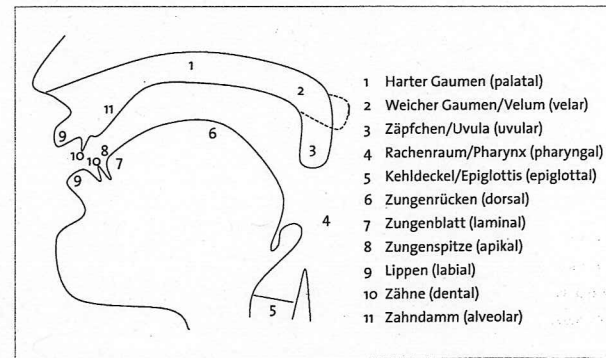 1
2
11
6
9
10
8
10
7
3
9
4
5
1 Harter Gaumen (palatal)
2 Weicher Gaumen/Velum (velar)
3 Zäpfchen/Uvula (uvular)
4 Rachenraum/Pharynx (pharyngal)
5 Kehldeckel/Epiglottis (epiglottal)
6 Zungenrücken (dorsal)
7 Zungenblatt (laminal)
8 Zungenspitze (apikal)
9 Lippen (labial)
10 Zähne (dental)
11 Zahndamm (alveolar)